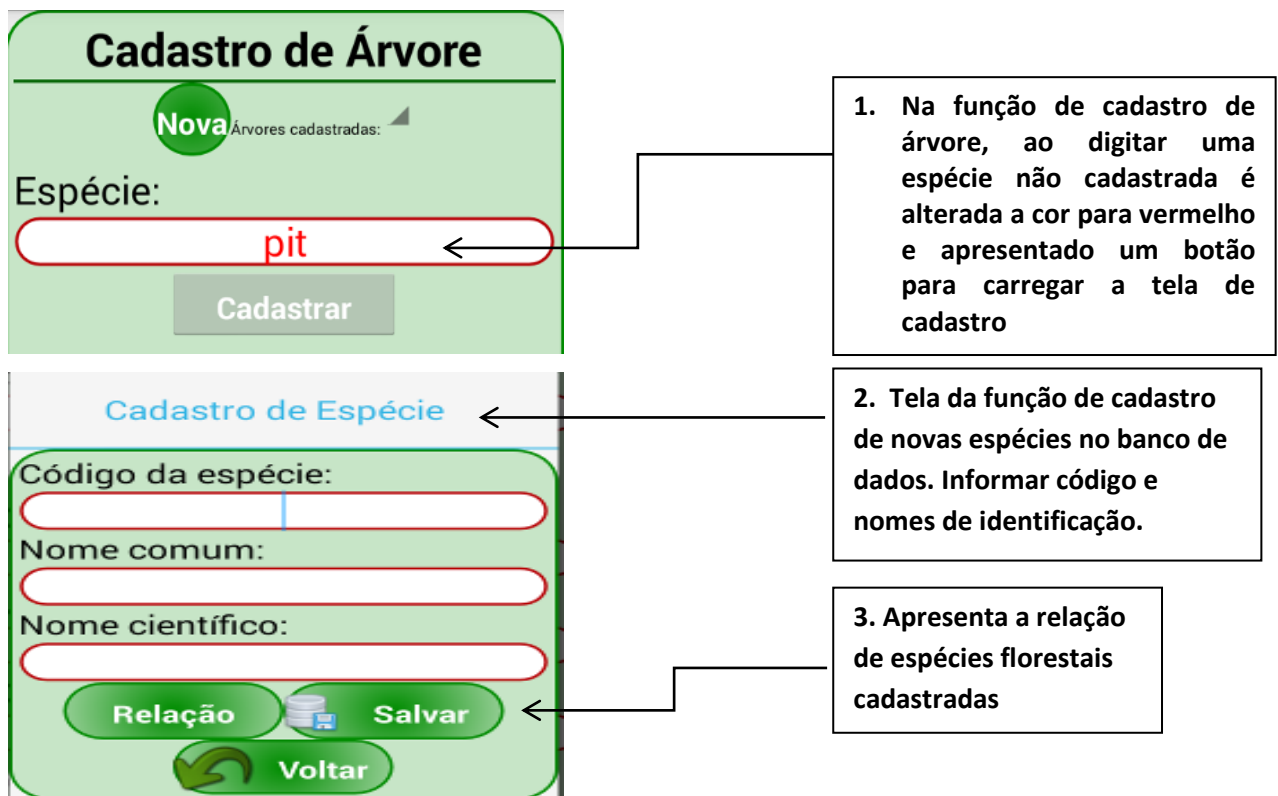 Cadastro de Árvore
Nova Árvores cadastradas:
Espécie:
pit
Cadastrar
1. Na função de cadastro de
árvore, ao digitar uma
espécie não cadastrada é
alterada a cor para vermelho
e apresentado um botão
para carregar a tela de
cadastro
Cadastro de Espécie
Código da espécie:
Nome comum:
Nome científico:
Relação Salvar
Voltar
2. Tela da função de cadastro
de novas espécies no banco de
dados. Informar código e
nomes de identificação.
3. Apresenta a relação
de espécies florestais
cadastradas